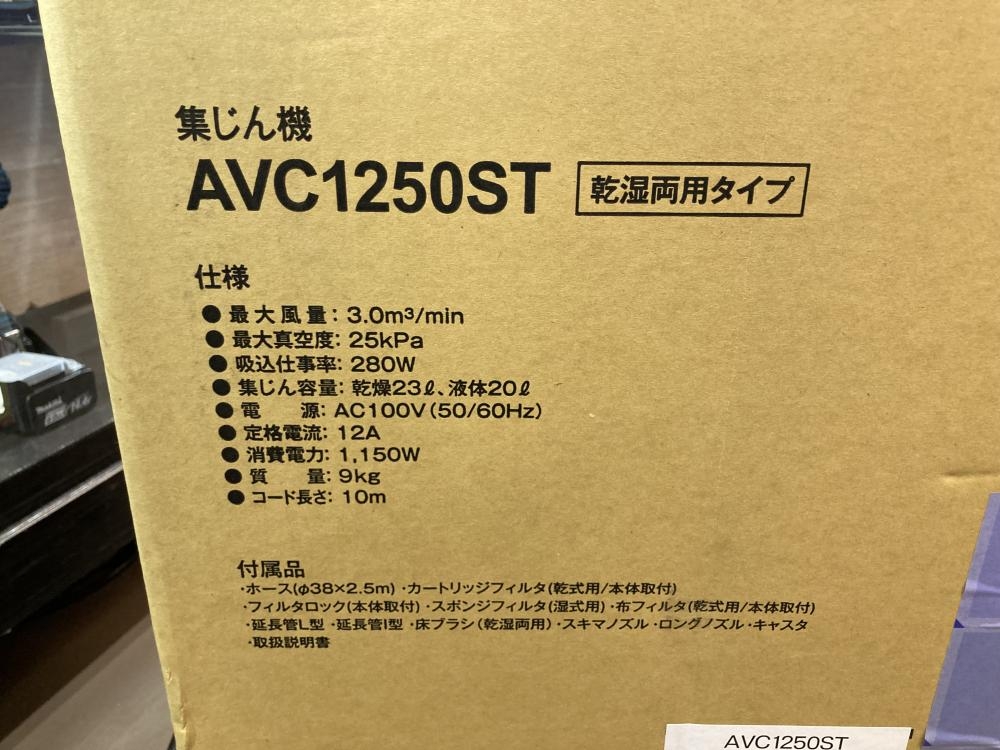 集じん機
AVC1250ST 乾湿両用タイプ
仕様
●最大風量：3.0m³/min
●最大真空度：25kPa
●吸込仕事率：280W
●集じん容量：乾燥23ℓ、液体20ℓ
●電　　源：AC100V（50/60Hz）
●定格電流：12A
●消費電力：1,150W
●質　　量：9kg
●コード長さ：10m
付属品
・ホース(φ38×2.5m) ・カートリッジフィルタ(乾式用/本体取付)
・フィルタロック(本体取付) ・スポンジフィルタ(湿式用) ・布フィルタ(乾式用/本体取付)
・延長管L型 ・延長管I型 ・床ブラシ(乾湿両用) ・スキマノズル ・ロングノズル ・キャスタ
・取扱説明書
AVC1250ST